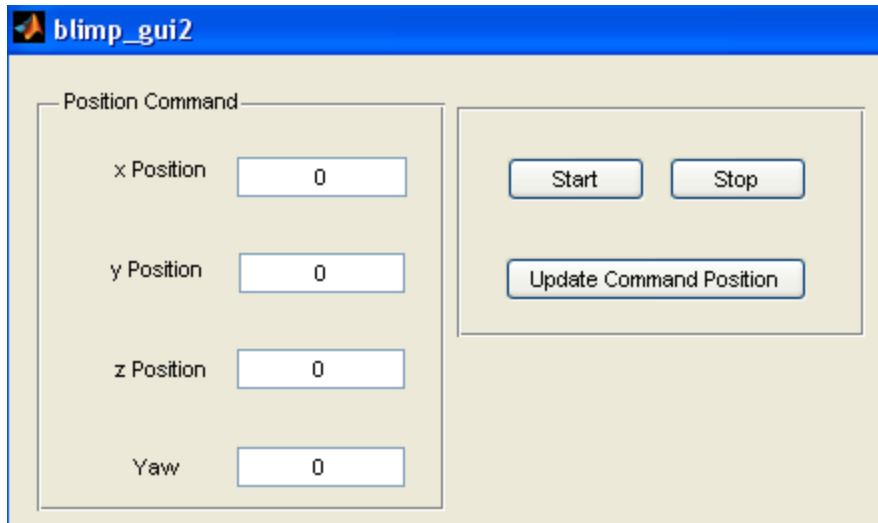 blimp_gui2
Position Command
x Position 0
y Position 0
z Position 0
Yaw 0
Start Stop
Update Command Position